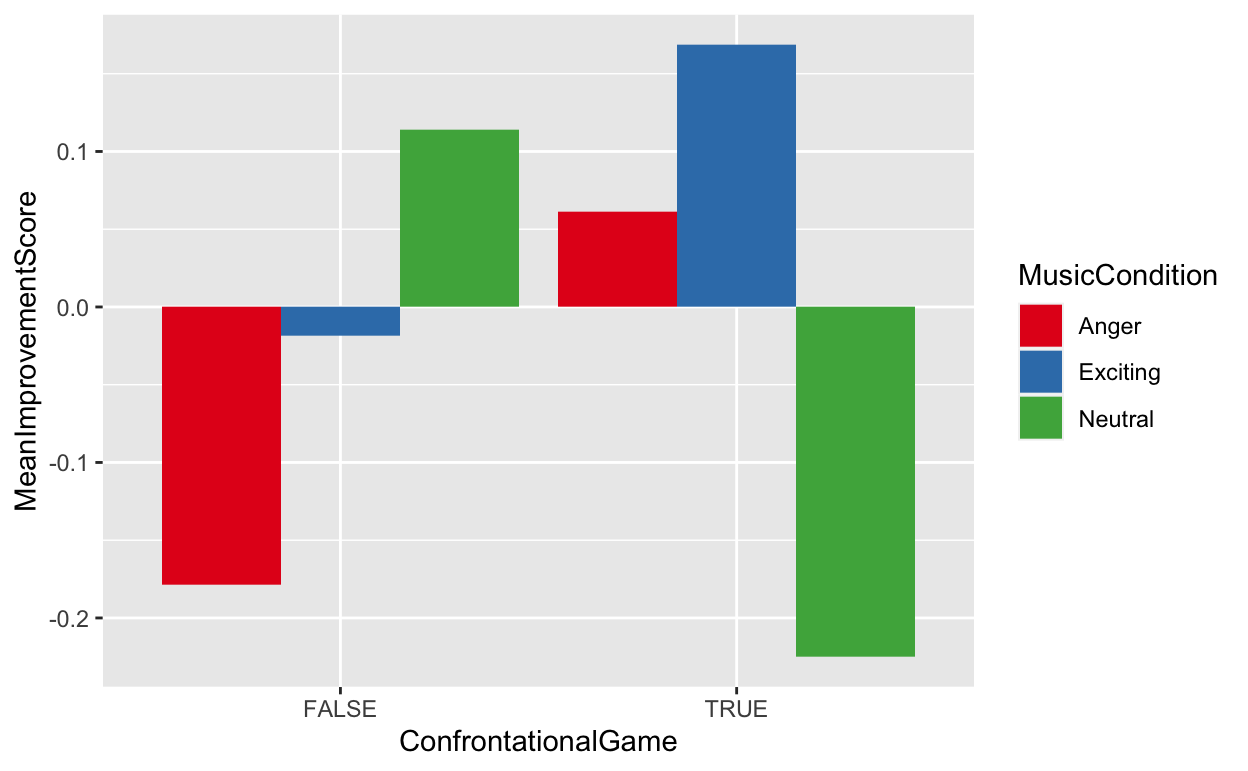 MeanImprovementScore
0.1
0.0
-0.1
-0.2
FALSE
TRUE
ConfrontationalGame
MusicCondition
Anger
Exciting
Neutral